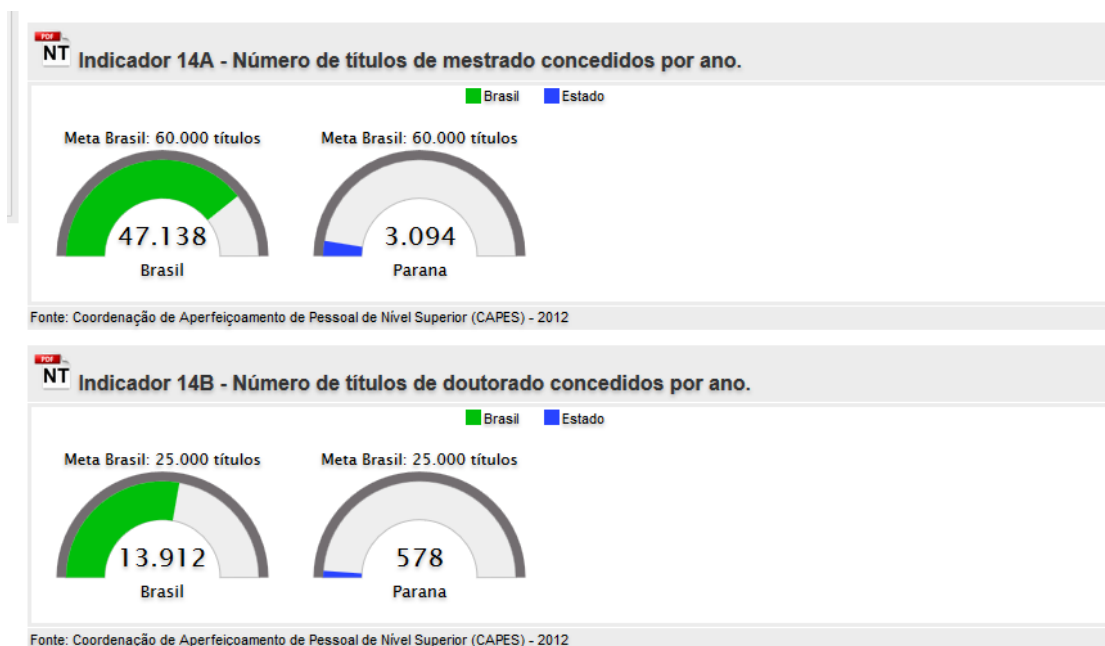 PDF
NT
Indicador 14A - Número de títulos de mestrado concedidos por ano.
Brasil Estado
Meta Brasil: 60.000 títulos Meta Brasil: 60.000 títulos
47.138 3.094
Brasil Parana
Fonte: Coordenação de Aperfeiçoamento de Pessoal de Nível Superior (CAPES) - 2012
PDF
NT
Indicador 14B - Número de títulos de doutorado concedidos por ano.
Brasil Estado
Meta Brasil: 25.000 títulos Meta Brasil: 25.000 títulos
13.912 578
Brasil Parana
Fonte: Coordenação de Aperfeiçoamento de Pessoal de Nível Superior (CAPES) - 2012